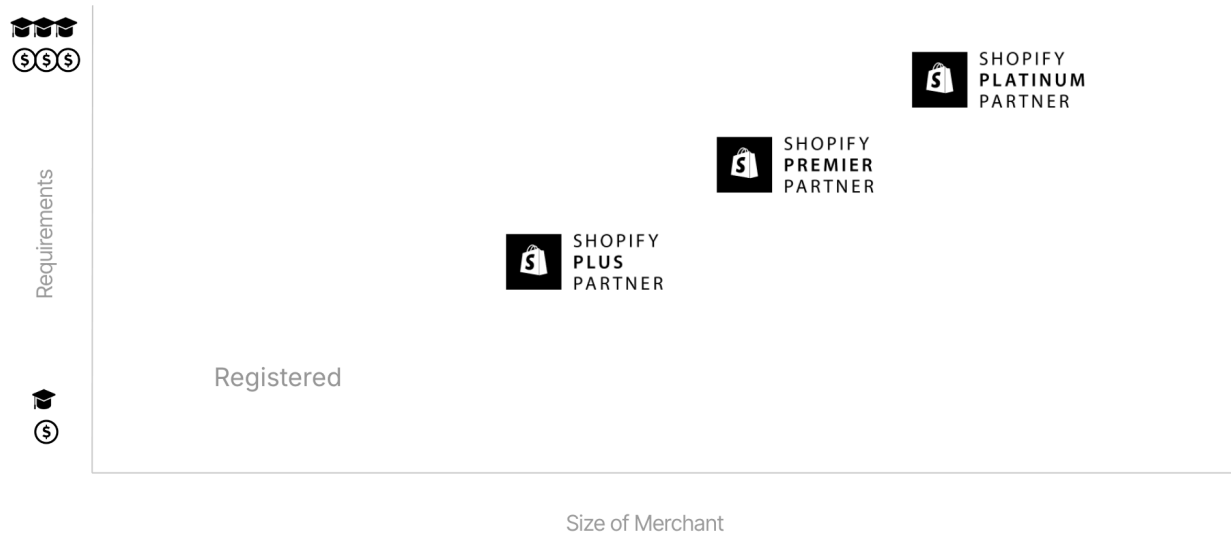 SHOPIFY
PLATINUM
PARTNER
SHOPIFY
PREMIER
PARTNER
Requirements
SHOPIFY
PLUS
PARTNER
Registered
Size of Merchant